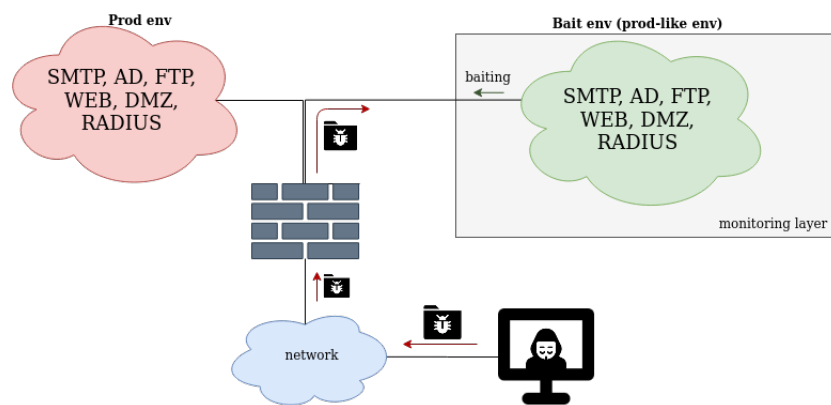 Prod env
Bait env (prod-like env)
SMTP, AD, FTP,
WEB, DMZ,
RADIUS
baiting
SMTP, AD, FTP,
WEB, DMZ,
RADIUS
monitoring layer
network